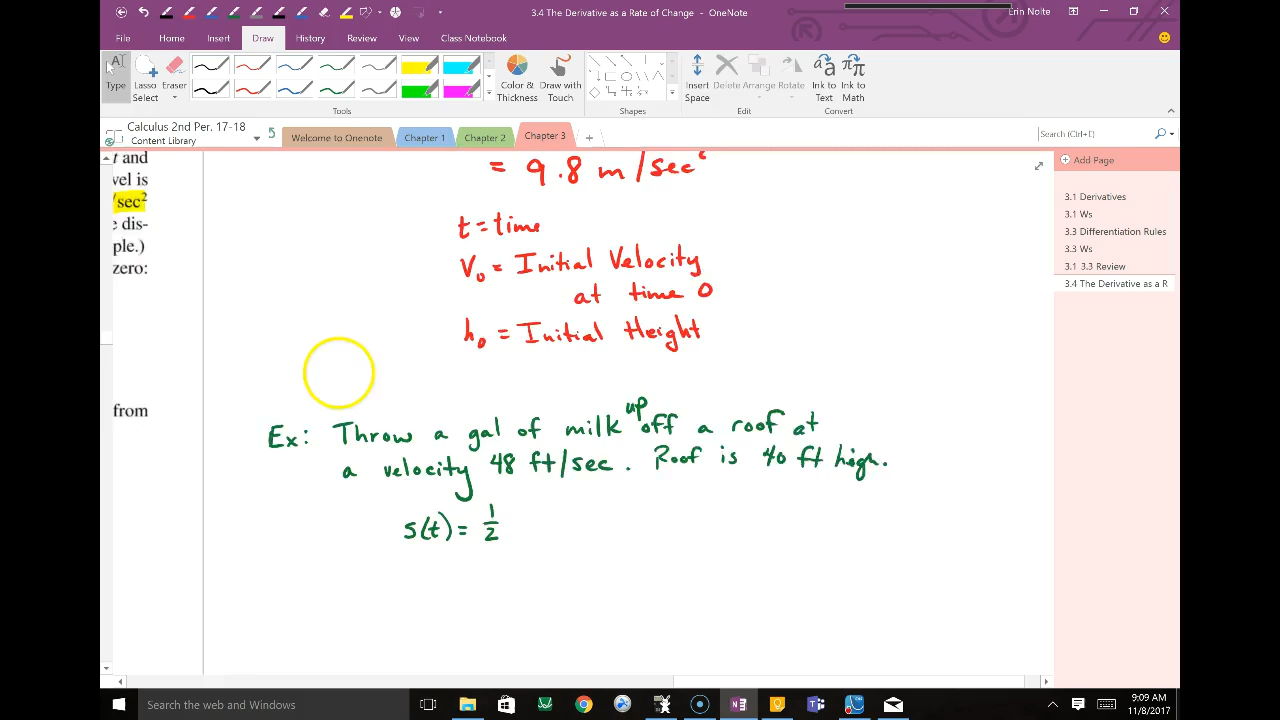 3.4 The Derivative as a Rate of Change - OneNote
Erin Nolte
File Home Insert Draw History Review View Class Notebook
Type
Lasso Select
Eraser
Color & Thickness
Draw with Touch
Insert Space
Delete
Arrange
Rotate
Ink to Text
Ink to Math
Tools
Shapes
Edit
Convert
Calculus 2nd Per. 17-18
Content Library
Welcome to Onenote
Chapter 1
Chapter 2
Chapter 3
Search (Ctrl+E)
Add Page
3.1 Derivatives
3.1 Ws
3.3 Differentiation Rules
3.3 Ws
3.1 3.3 Review
3.4 The Derivative as a R
t and
vel is
/sec²
e dis-
ple.)
zero:
from
= 9.8 m/sec²
t = time
V₀ = Initial Velocity
at time 0
h₀ = Initial Height
Ex: Throw a gal of milk up off a roof at
a velocity 48 ft/sec. Roof is 40 ft high.
s(t) = 1/2
Search the web and Windows
9:09 AM
11/8/2017